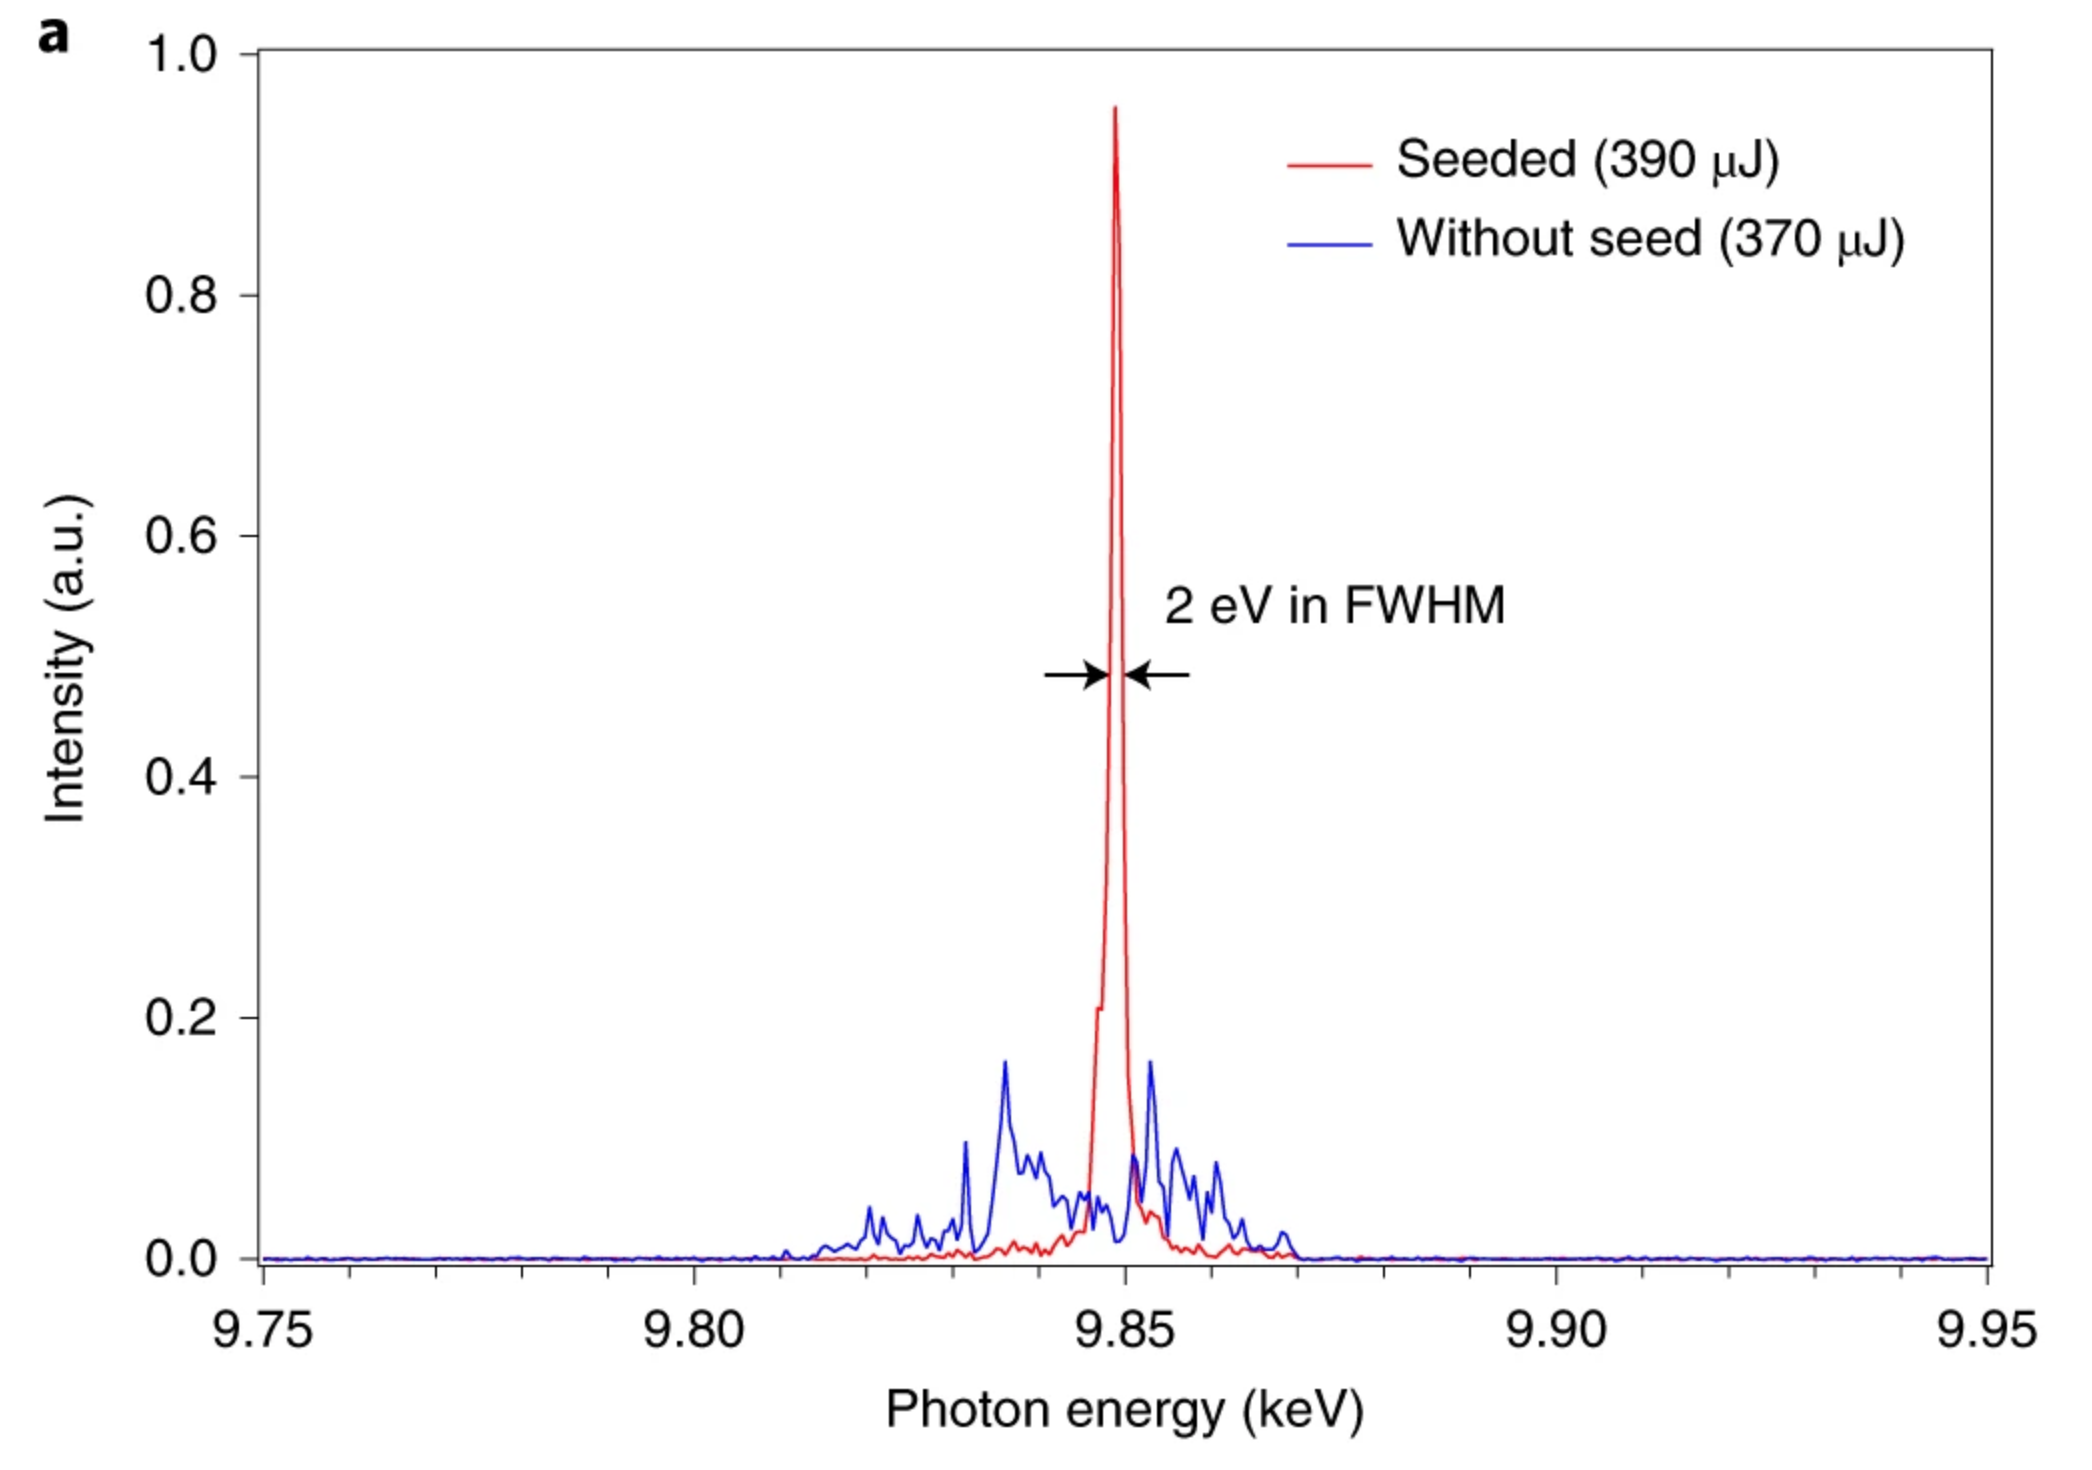 a
1.0
0.8
0.6
0.4
0.2
0.0
Intensity (a.u.)
Seeded (390 μJ)
Without seed (370 μJ)
2 eV in FWHM
9.75 9.80 9.85 9.90 9.95
Photon energy (keV)